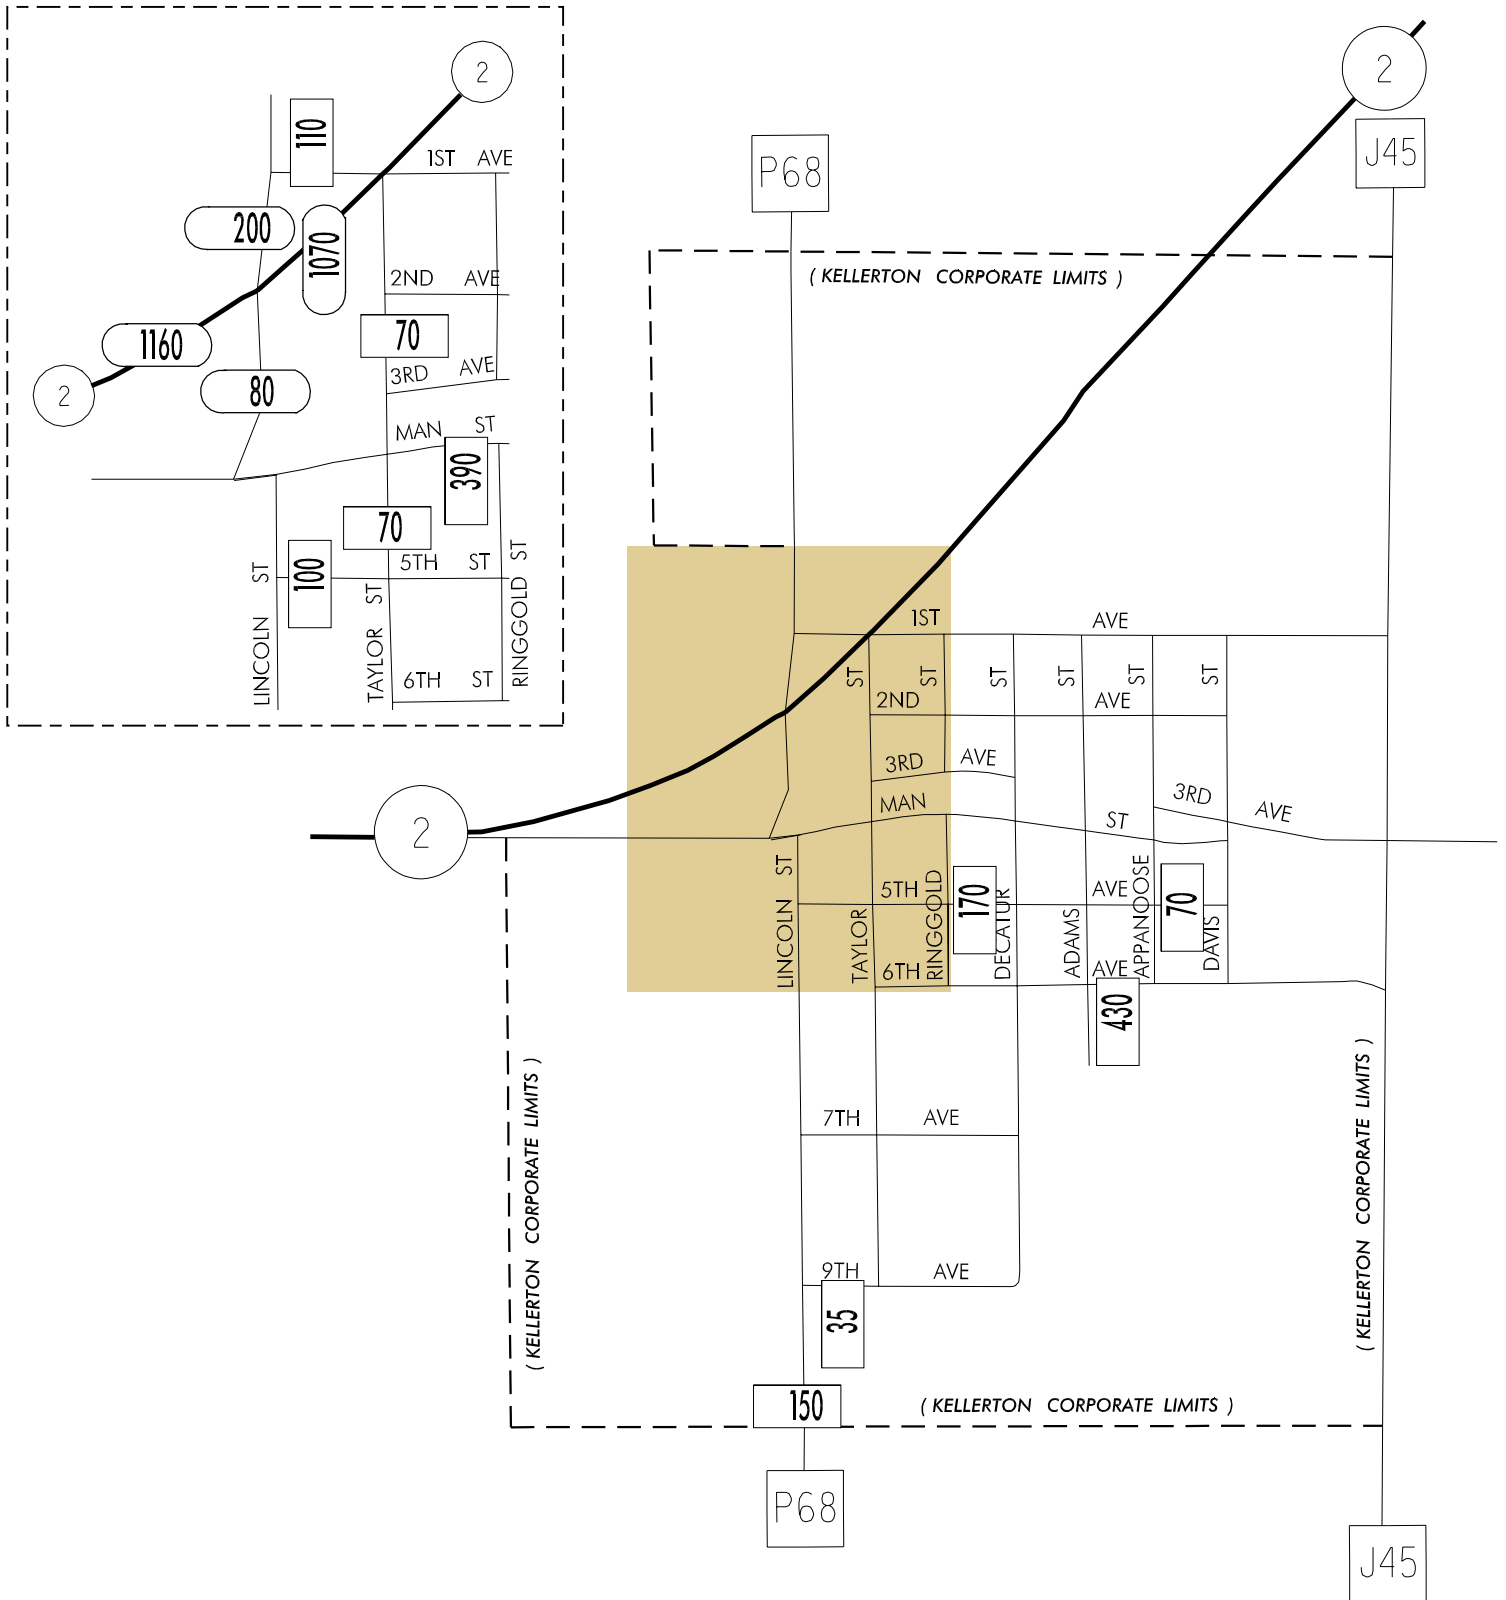 2
110
1ST AVE
200
1070
2ND AVE
70
1160
3RD AVE
2
80
MAN ST
390
70
5TH ST
100
LINCOLN ST
TAYLOR ST
RINGGOLD ST
6TH ST
2
P68
J45
( KELLERTON CORPORATE LIMITS )
1ST AVE
ST
ST
ST
ST
ST
ST
2ND AVE
3RD AVE
MAN ST
3RD AVE
2
LINCOLN ST
5TH AVE
TAYLOR
RINGGOLD
170
DECATUR
ADAMS
APPANOOSE
70
DAVIS
6TH AVE
430
( KELLERTON CORPORATE LIMITS )
( KELLERTON CORPORATE LIMITS )
7TH AVE
9TH AVE
35
150
( KELLERTON CORPORATE LIMITS )
P68
J45